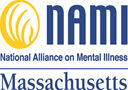 NAMI
National Alliance on Mental Illness
Massachusetts